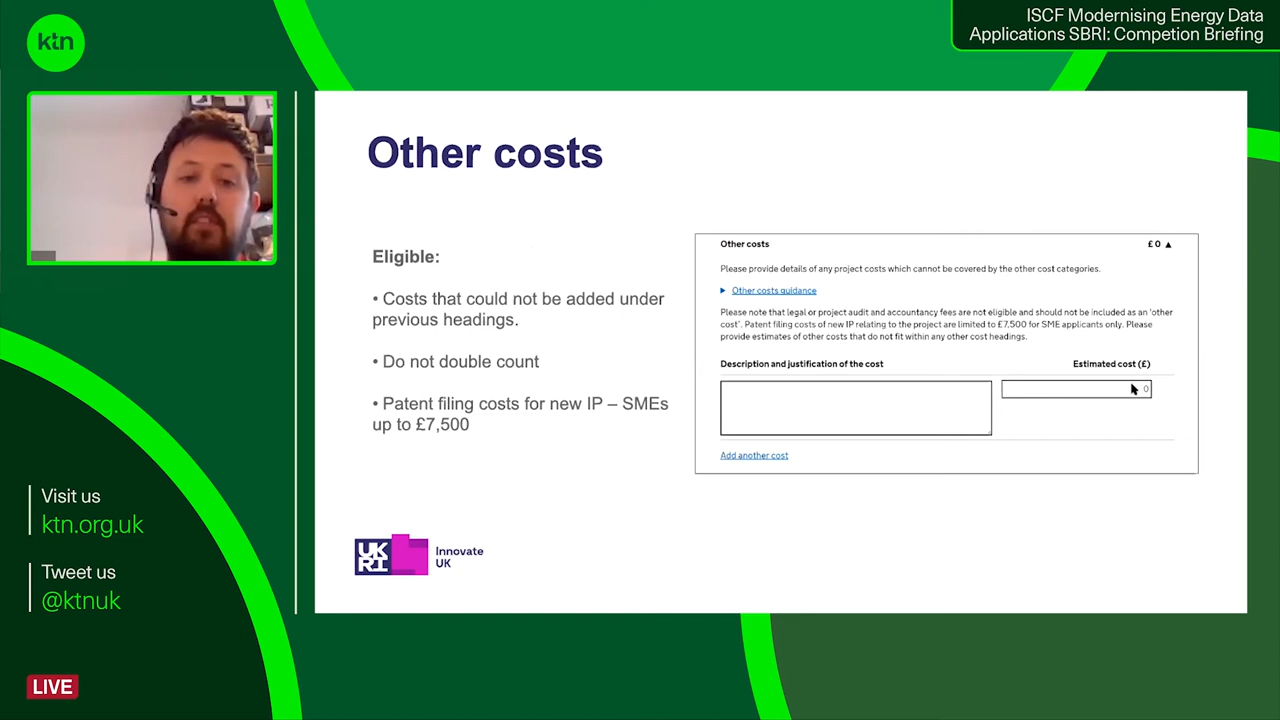 ktn
ISCF Modernising Energy Data
Applications SBRI: Competion Briefing
Other costs
Eligible:
• Costs that could not be added under
previous headings.
• Do not double count
• Patent filing costs for new IP – SMEs
up to £7,500
Other costs £ 0 ▲
Please provide details of any project costs which cannot be covered by the other cost categories.
▶ Other costs guidance
Please note that legal or project audit and accountancy fees are not eligible and should not be included as an 'other
cost'. Patent filing costs of new IP relating to the project are limited to £7,500 for SME applicants only. Please
provide estimates of other costs that do not fit within any other cost headings.
Description and justification of the cost Estimated cost (£)
0
Add another cost
UK
RI
Innovate
UK
Visit us
ktn.org.uk
Tweet us
@ktnuk
LIVE